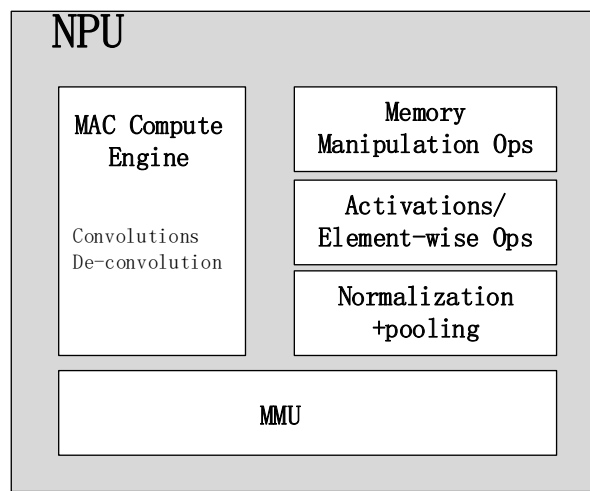 NPU
MAC Compute
Engine
Convolutions
De-convolution
Memory
Manipulation Ops
Activations/
Element-wise Ops
Normalization
+pooling
MMU